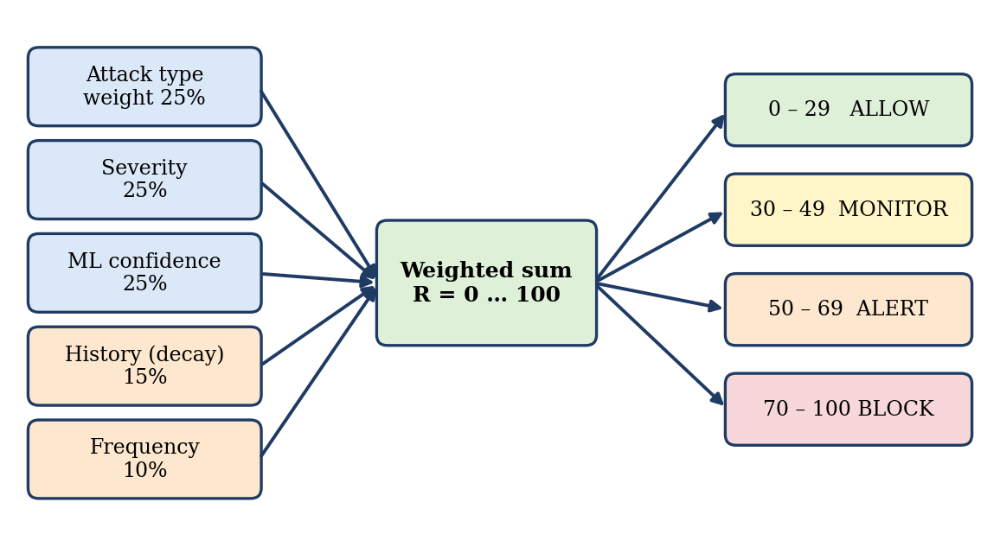 Attack type
weight 25%
Severity
25%
ML confidence
25%
History (decay)
15%
Frequency
10%
Weighted sum
R = 0 ... 100
0 – 29 ALLOW
30 – 49 MONITOR
50 – 69 ALERT
70 – 100 BLOCK